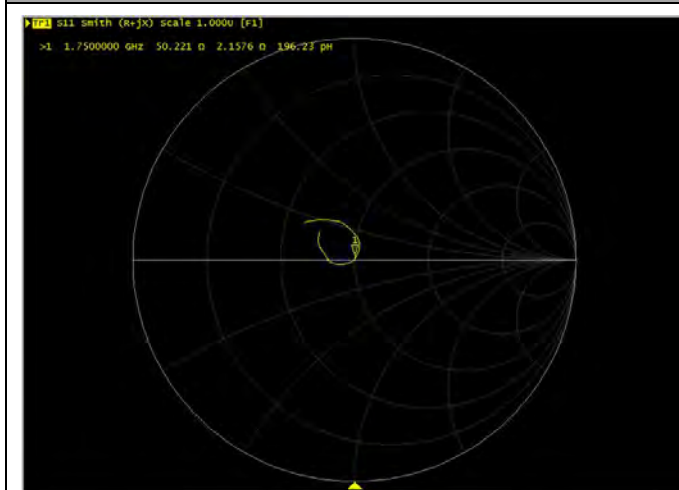 Tr1 S11 Smith (R+jX) Scale 1.000U [F1]
>1 1.7500000 GHz 50.221 Ω 2.1576 Ω 196.23 pH